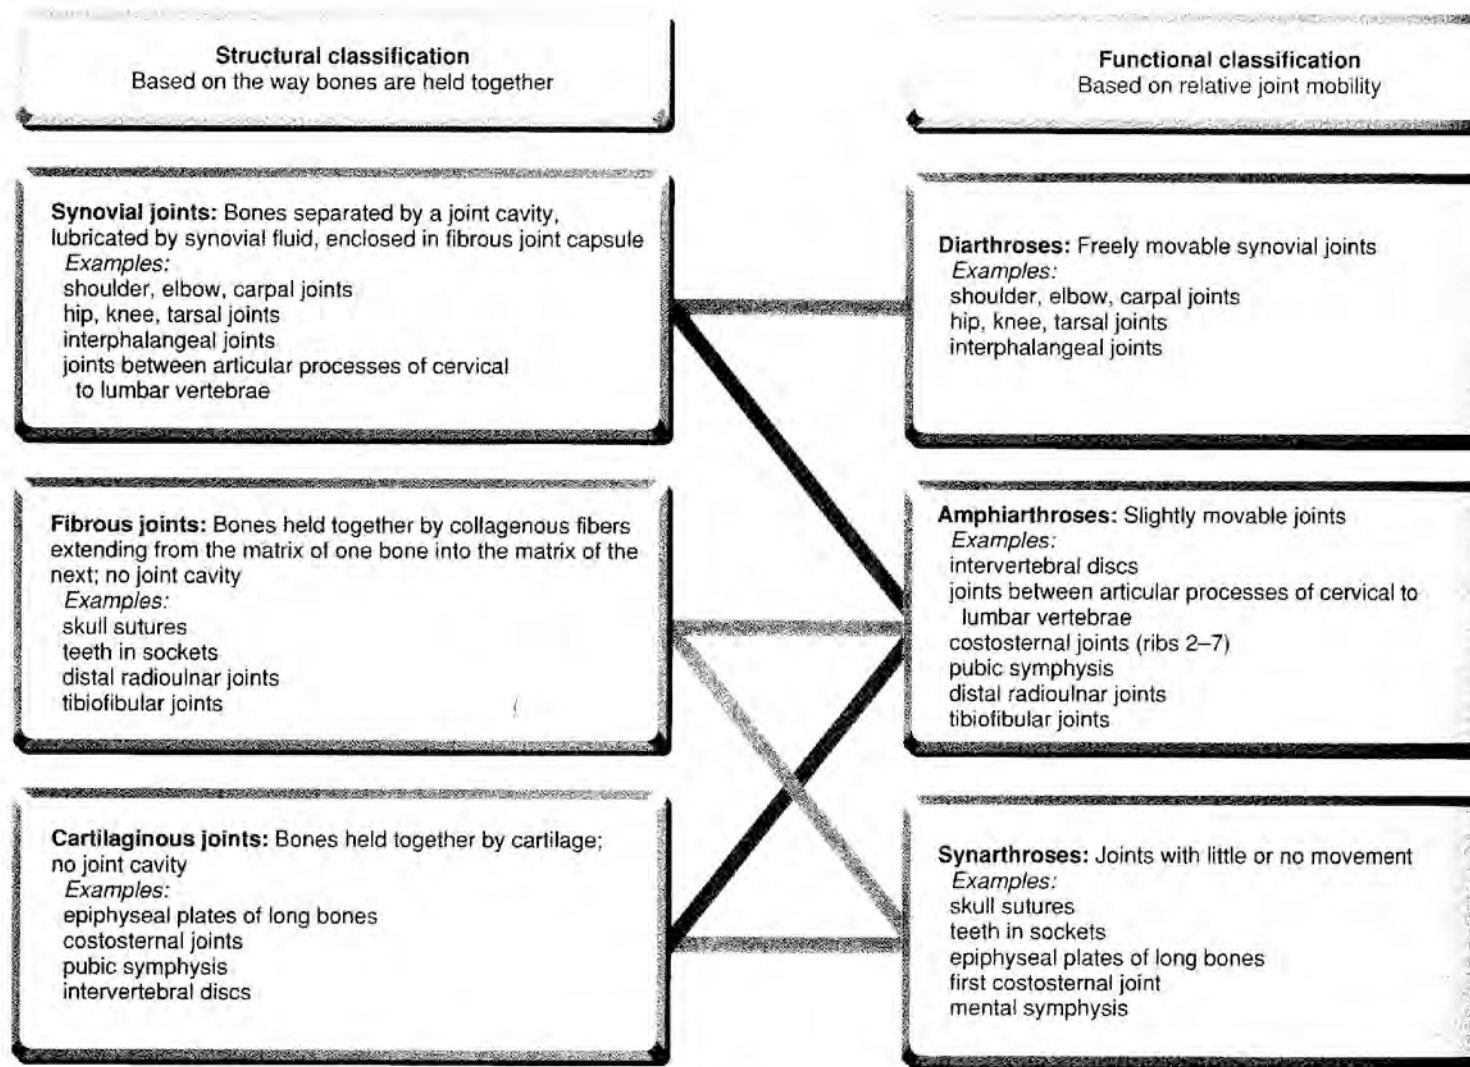 Structural classification
Based on the way bones are held together
Functional classification
Based on relative joint mobility
Synovial joints: Bones separated by a joint cavity,
lubricated by synovial fluid, enclosed in fibrous joint capsule
Examples:
shoulder, elbow, carpal joints
hip, knee, tarsal joints
interphalangeal joints
joints between articular processes of cervical
to lumbar vertebrae
Diarthroses: Freely movable synovial joints
Examples:
shoulder, elbow, carpal joints
hip, knee, tarsal joints
interphalangeal joints
Fibrous joints: Bones held together by collagenous fibers
extending from the matrix of one bone into the matrix of the
next; no joint cavity
Examples:
skull sutures
teeth in sockets
distal radioulnar joints
tibiofibular joints
Amphiarthroses: Slightly movable joints
Examples:
intervertebral discs
joints between articular processes of cervical to
lumbar vertebrae
costosternal joints (ribs 2–7)
pubic symphysis
distal radioulnar joints
tibiofibular joints
Cartilaginous joints: Bones held together by cartilage;
no joint cavity
Examples:
epiphyseal plates of long bones
costosternal joints
pubic symphysis
intervertebral discs
Synarthroses: Joints with little or no movement
Examples:
skull sutures
teeth in sockets
epiphyseal plates of long bones
first costosternal joint
mental symphysis